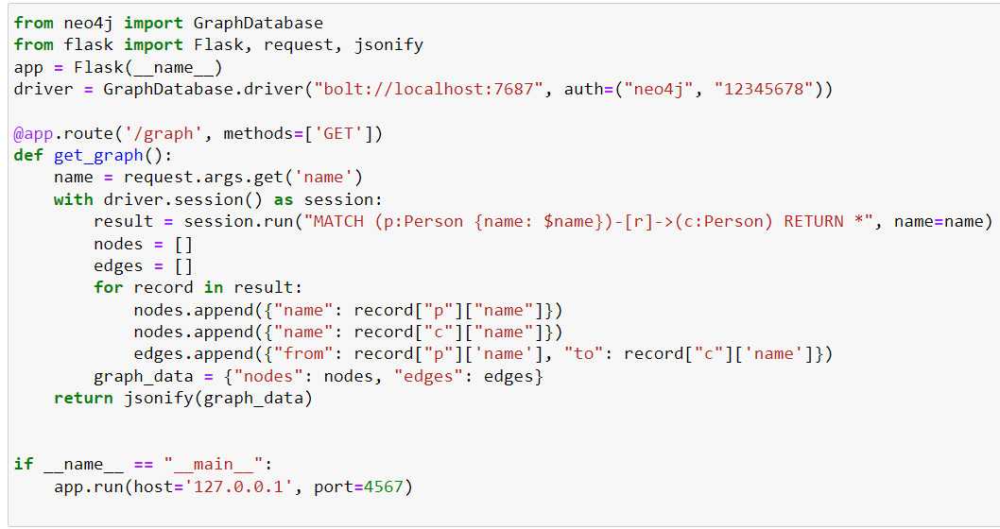 from neo4j import GraphDatabase
from flask import Flask, request, jsonify
app = Flask(__name__)
driver = GraphDatabase.driver("bolt://localhost:7687", auth=("neo4j", "12345678"))

@app.route('/graph', methods=['GET'])
def get_graph():
    name = request.args.get('name')
    with driver.session() as session:
        result = session.run("MATCH (p:Person {name: $name})-[r]->(c:Person) RETURN *", name=name)
        nodes = []
        edges = []
        for record in result:
            nodes.append({"name": record["p"]["name"]})
            nodes.append({"name": record["c"]["name"]})
            edges.append({"from": record["p"]['name'], "to": record["c"]['name']})
        graph_data = {"nodes": nodes, "edges": edges}
    return jsonify(graph_data)


if __name__ == "__main__":
    app.run(host='127.0.0.1', port=4567)